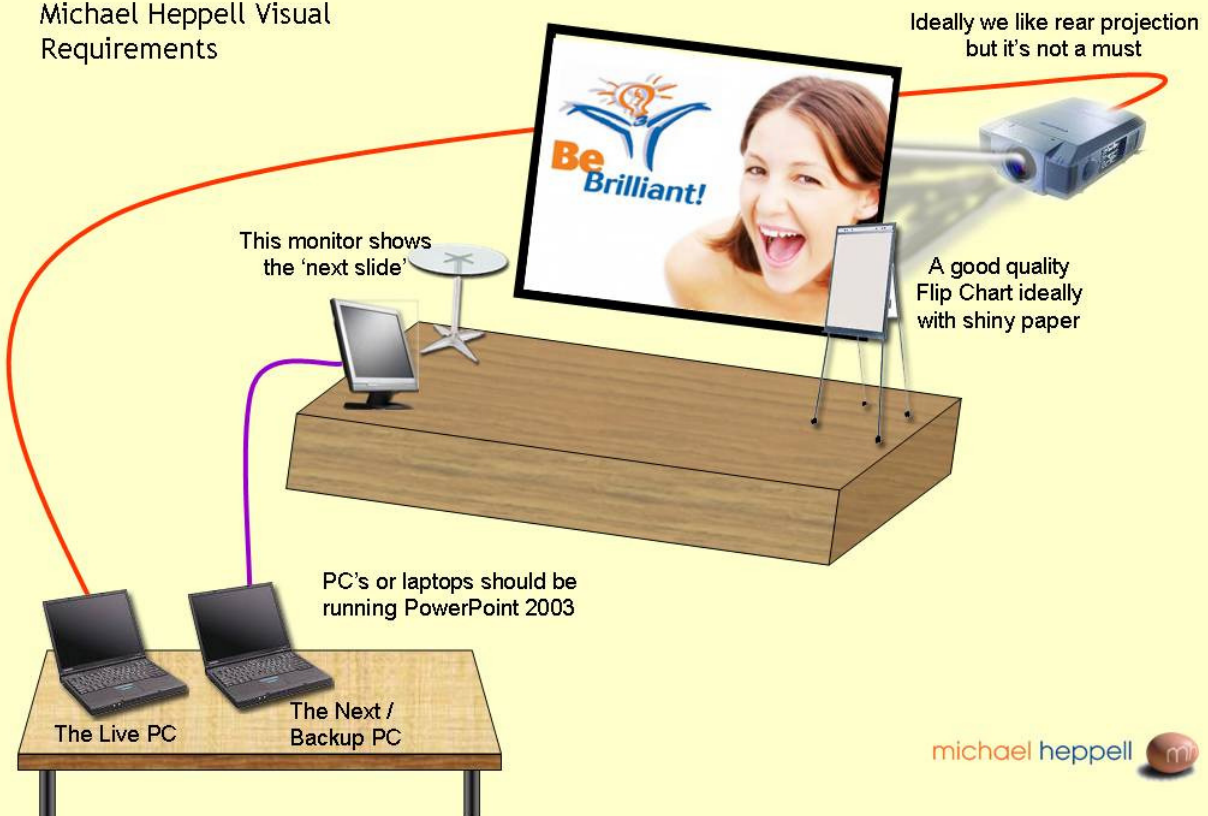 Michael Heppell Visual
Requirements
Ideally we like rear projection
but it's not a must
Be
Brilliant!
This monitor shows
the 'next slide'
A good quality
Flip Chart ideally
with shiny paper
PC's or laptops should be
running PowerPoint 2003
The Live PC
The Next /
Backup PC
michael heppell